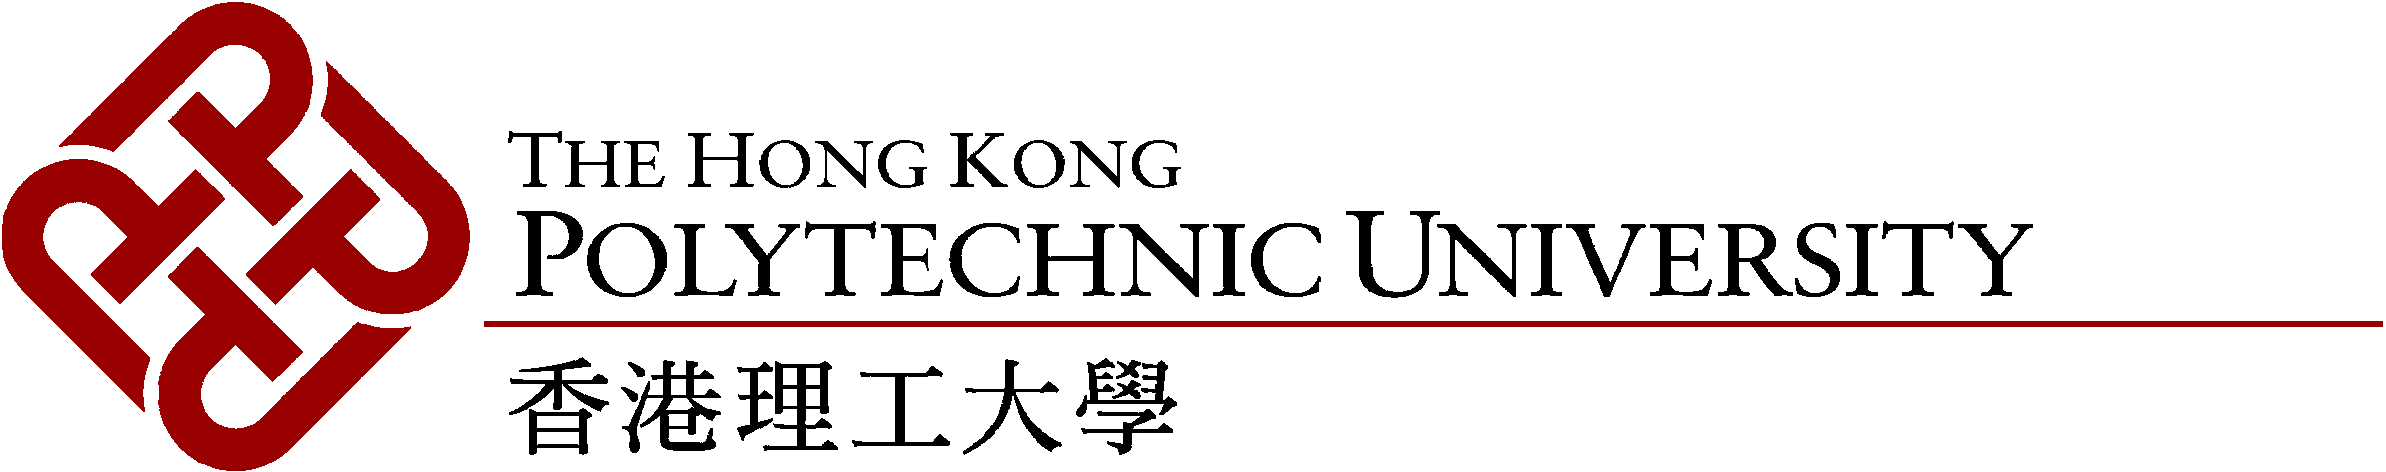 THE HONG KONG
POLYTECHNIC UNIVERSITY
香港理工大學